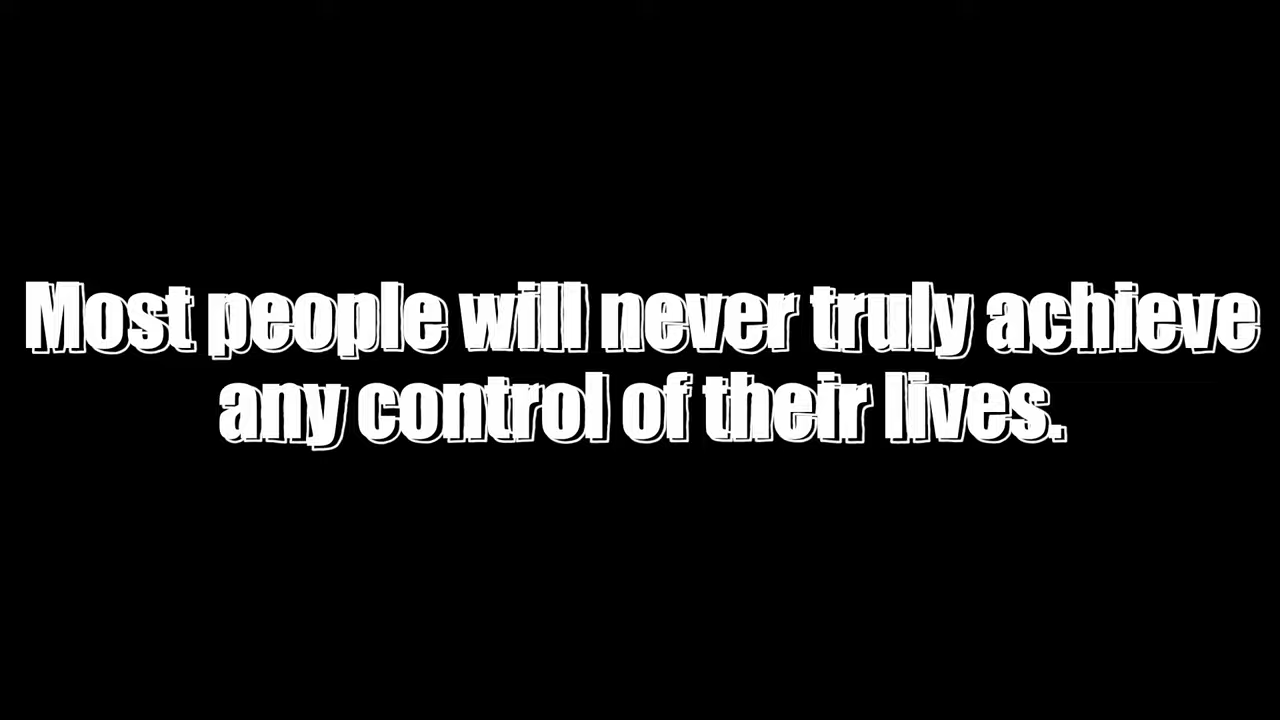 Most people will never truly achieve
any control of their lives.